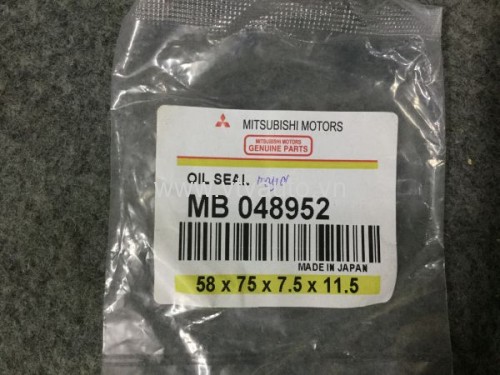 MITSUBISHI MOTORS
MITSUBISHI MOTORS
GENUINE PARTS
OIL SEAL
MB 048952
MADE IN JAPAN
58 x 75 x 7.5 x 11.5